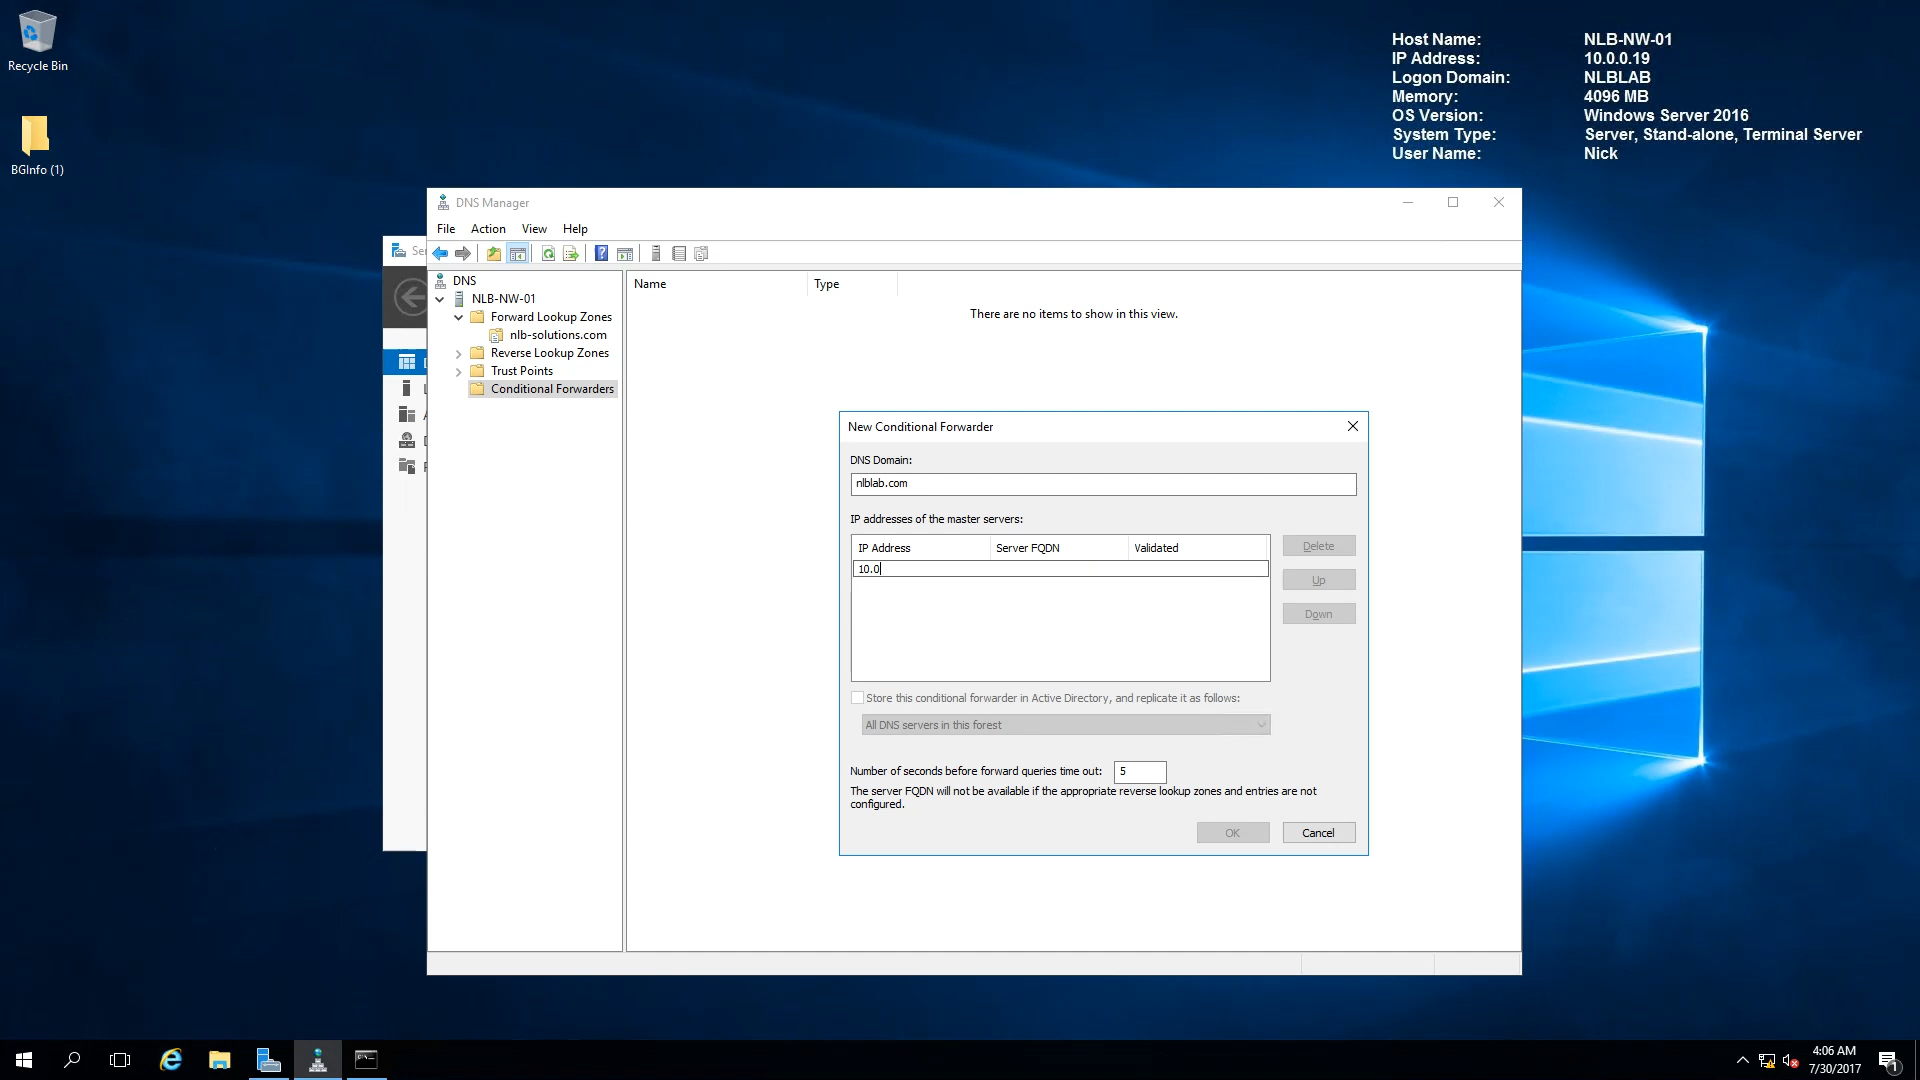 Recycle Bin
BGInfo (1)
Host Name: NLB-NW-01
IP Address: 10.0.0.19
Logon Domain: NLBLAB
Memory: 4096 MB
OS Version: Windows Server 2016
System Type: Server, Stand-alone, Terminal Server
User Name: Nick
DNS Manager
File Action View Help
DNS
NLB-NW-01
Forward Lookup Zones
nlb-solutions.com
Reverse Lookup Zones
Trust Points
Conditional Forwarders
Name Type
There are no items to show in this view.
New Conditional Forwarder
DNS Domain:
nlblab.com
IP addresses of the master servers:
IP Address Server FQDN Validated
10.0
Delete
Up
Down
Store this conditional forwarder in Active Directory, and replicate it as follows:
All DNS servers in this forest
Number of seconds before forward queries time out: 5
The server FQDN will not be available if the appropriate reverse lookup zones and entries are not
configured.
OK Cancel
4:06 AM
7/30/2017
1